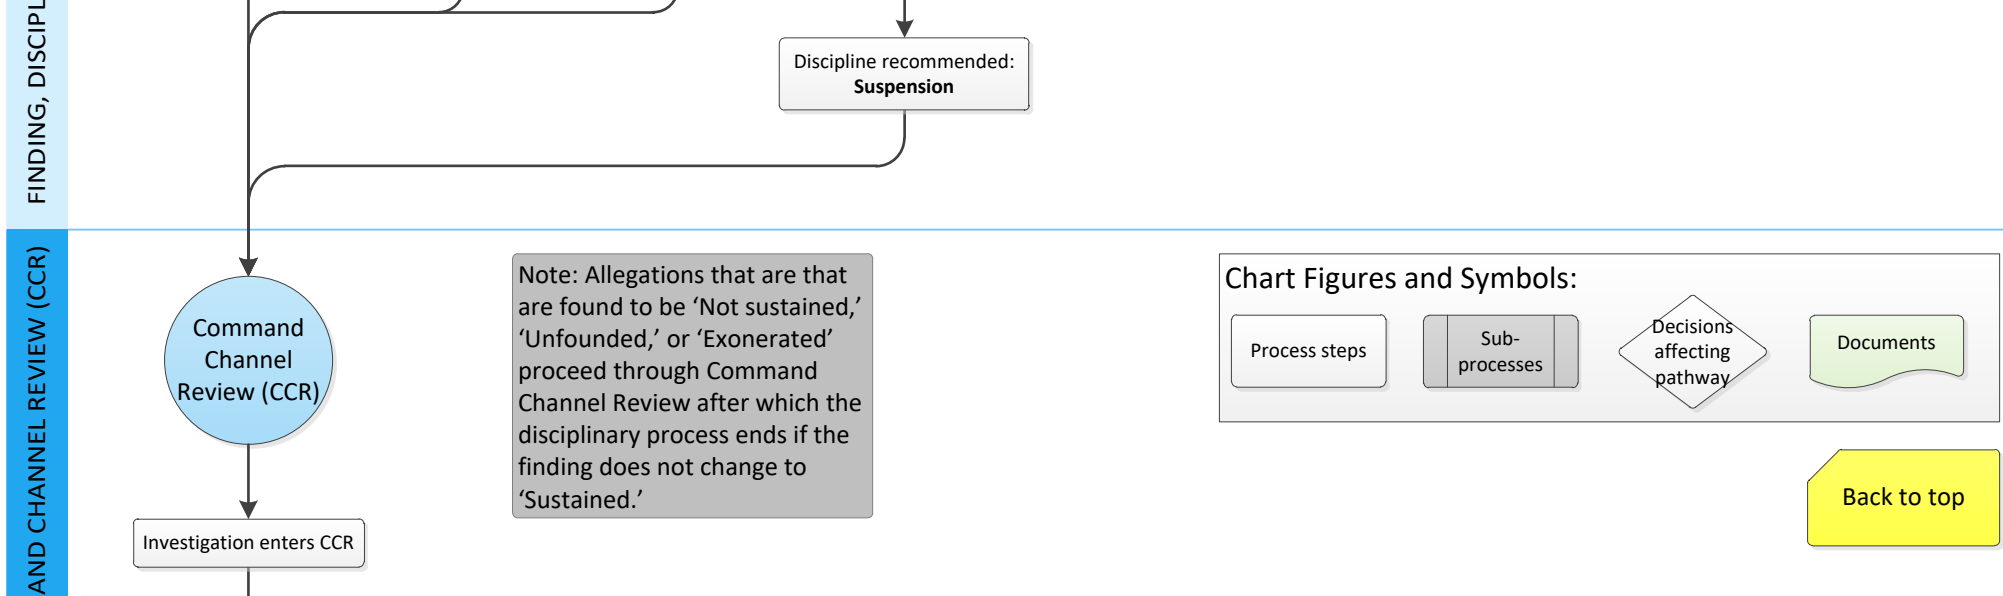 FINDING, DISCIPL
Discipline recommended:
Suspension
AND CHANNEL REVIEW (CCR)
Command
Channel
Review (CCR)
Note: Allegations that are that
are found to be ‘Not sustained,’
‘Unfounded,’ or ‘Exonerated’
proceed through Command
Channel Review after which the
disciplinary process ends if the
finding does not change to
‘Sustained.’
Chart Figures and Symbols:
Process steps
Sub-
processes
Decisions
affecting
pathway
Documents
Back to top
Investigation enters CCR